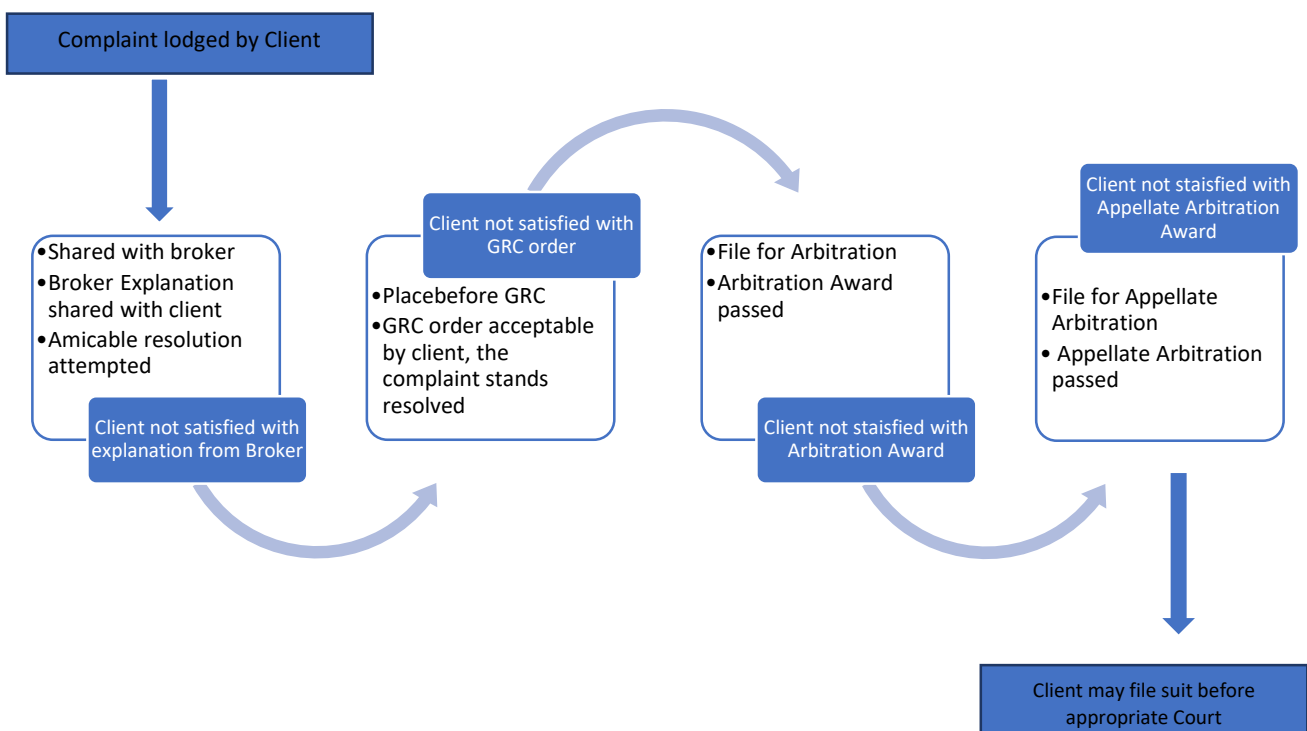 Complaint lodged by Client
•Shared with broker
•Broker Explanation
shared with client
•Amicable resolution
attempted
Client not satisfied with
explanation from Broker
Client not satisfied with
GRC order
•Placebefore GRC
•GRC order acceptable
by client, the
complaint stands
resolved
•File for Arbitration
•Arbitration Award
passed
Client not staisfied with
Arbitration Award
Client not staisfied with
Appellate Arbitration
Award
•File for Appellate
Arbitration
• Appellate Arbitration
passed
Client may file suit before
appropriate Court